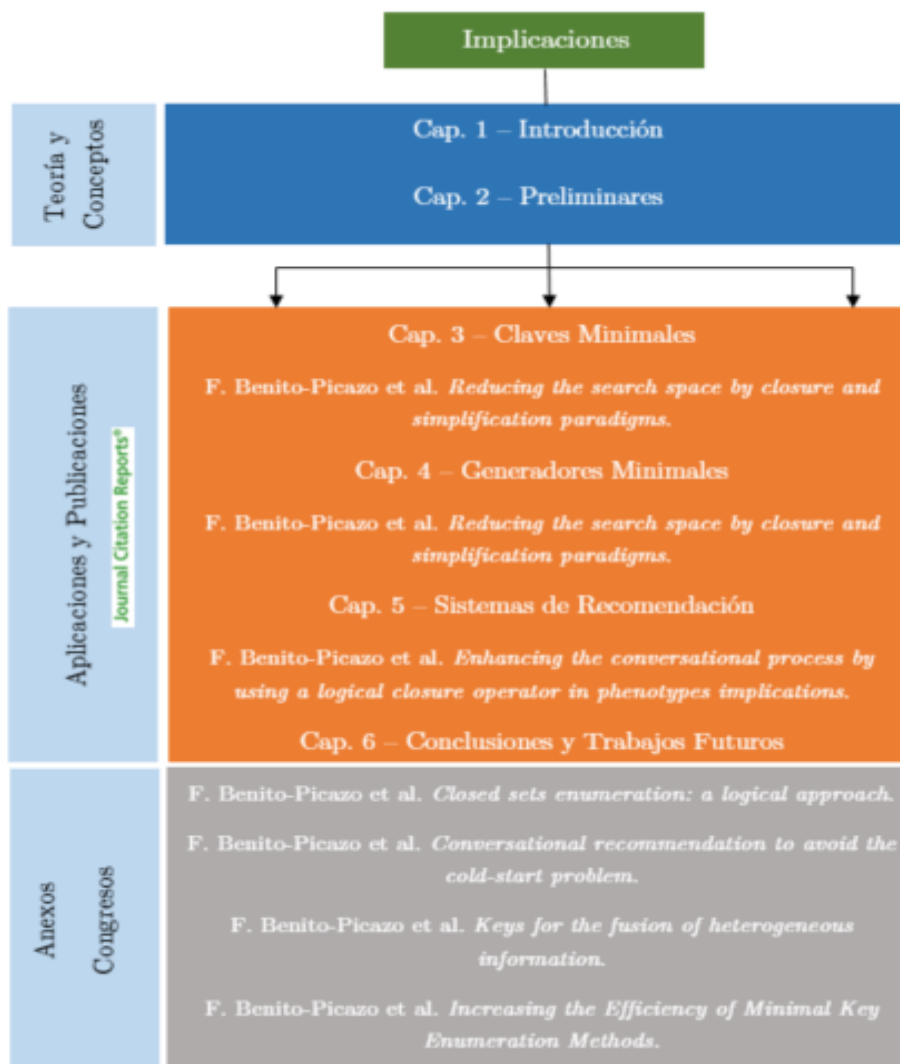 Implicaciones
Teoría y
Conceptos
Cap. 1 – Introducción
Cap. 2 – Preliminares
Aplicaciones y Publicaciones
Journal Citation Reports®
Cap. 3 – Claves Minimales
F. Benito-Picazo et al. Reducing the search space by closure and
simplification paradigms.
Cap. 4 – Generadores Minimales
F. Benito-Picazo et al. Reducing the search space by closure and
simplification paradigms.
Cap. 5 – Sistemas de Recomendación
F. Benito-Picazo et al. Enhancing the conversational process by
using a logical closure operator in phenotypes implications.
Cap. 6 – Conclusiones y Trabajos Futuros
Anexos
Congresos
F. Benito-Picazo et al. Closed sets enumeration: a logical approach.
F. Benito-Picazo et al. Conversational recommendation to avoid the
cold-start problem.
F. Benito-Picazo et al. Keys for the fusion of heterogeneous
information.
F. Benito-Picazo et al. Increasing the Efficiency of Minimal Key
Enumeration Methods.